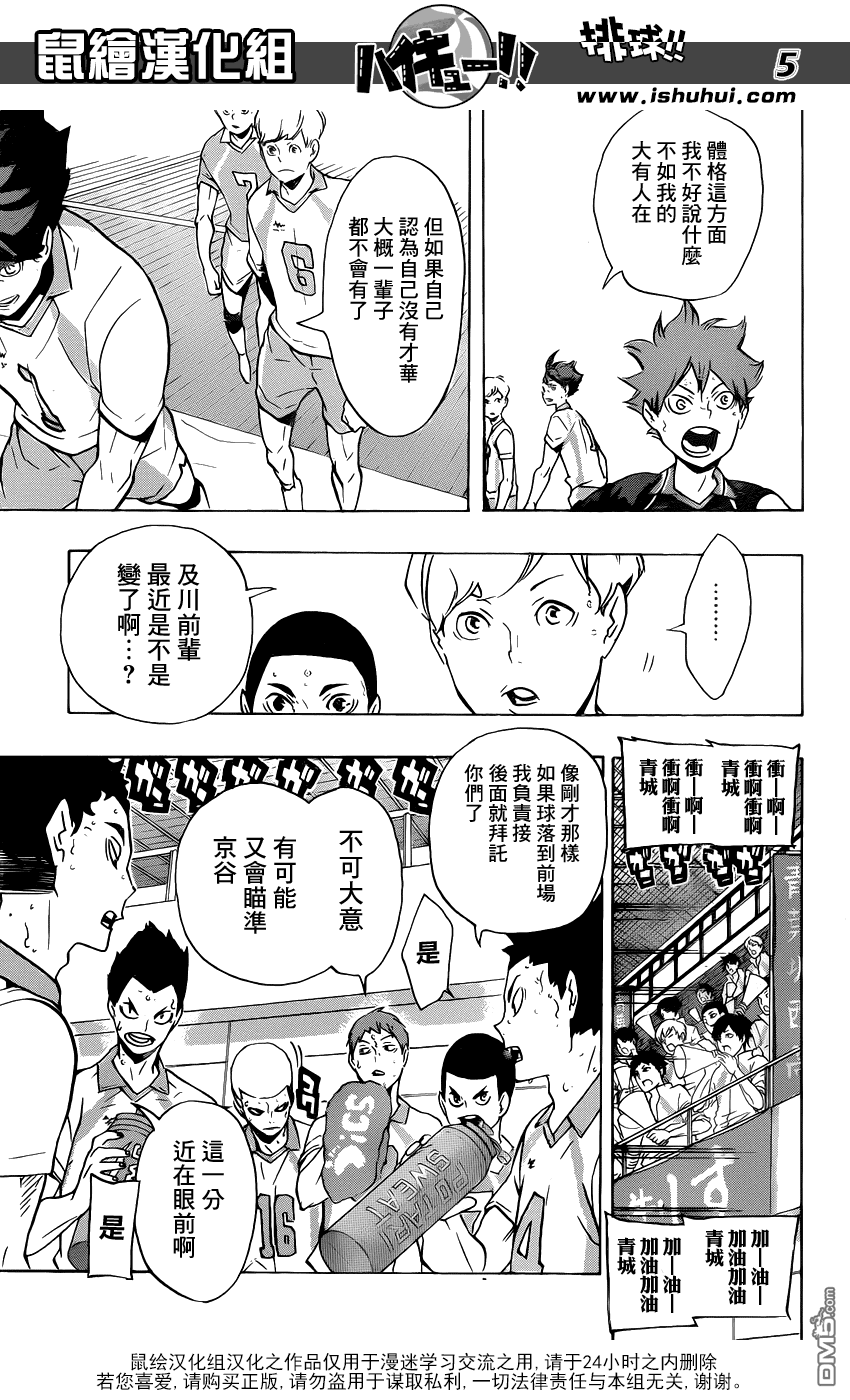 鼠繪漢化組
ハイキュー!!
排球!!
5
www.ishuhui.com
體格這方面
我不好說什麼
不如我的
大有人在
但如果自己
認為自己沒有才華
大概一輩子
都不會有了
7
6
………
及川前輩
最近是不是
變了啊…?
衝—啊—
衝啊衝啊
青城
衝—啊—
衝啊衝啊
青城
加—油—
加油加油
青城
加—油—
加油加油
青城
像剛才那樣
如果球落到前場
我負責接
後面就拜託
你們了
是
不可大意
有可能
又會瞄準
京谷
這一分
近在眼前啊
是
16
4
POTARI
SWEAT
鼠绘汉化组汉化之作品仅用于漫迷学习交流之用, 请于24小时之内删除
若您喜爱, 请购买正版, 请勿用于谋取私利, 一切法律责任与本组无关, 谢谢。
DM5.com